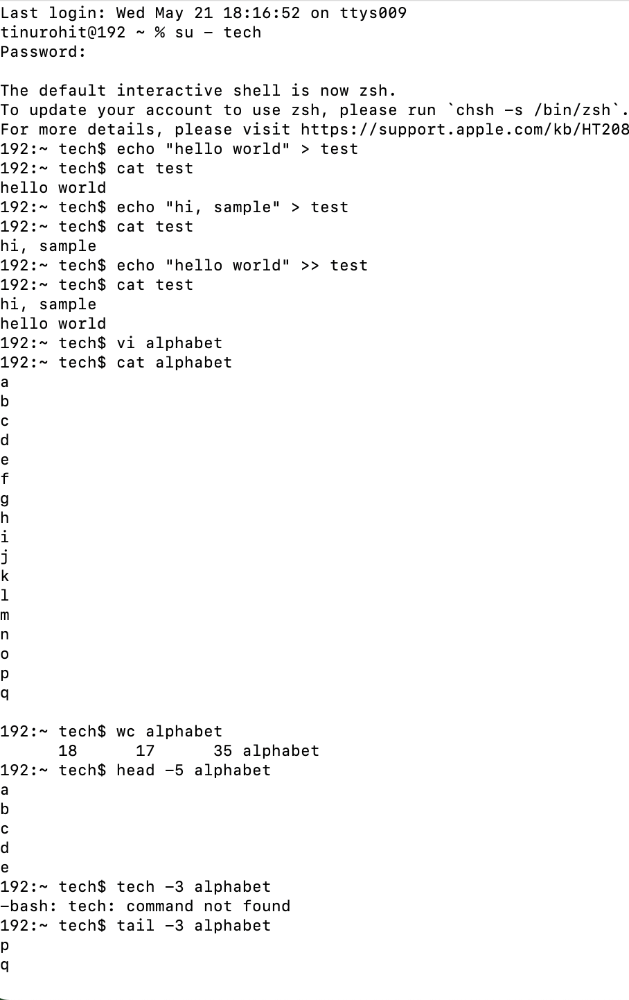 Last login: Wed May 21 18:16:52 on ttys009
tinurohit@192 ~ % su - tech
Password:

The default interactive shell is now zsh.
To update your account to use zsh, please run `chsh -s /bin/zsh`.
For more details, please visit https://support.apple.com/kb/HT208
192:~ tech$ echo "hello world" > test
192:~ tech$ cat test
hello world
192:~ tech$ echo "hi, sample" > test
192:~ tech$ cat test
hi, sample
192:~ tech$ echo "hello world" >> test
192:~ tech$ cat test
hi, sample
hello world
192:~ tech$ vi alphabet
192:~ tech$ cat alphabet
a
b
c
d
e
f
g
h
i
j
k
l
m
n
o
p
q

192:~ tech$ wc alphabet
      18      17      35 alphabet
192:~ tech$ head -5 alphabet
a
b
c
d
e
192:~ tech$ tech -3 alphabet
-bash: tech: command not found
192:~ tech$ tail -3 alphabet
p
q